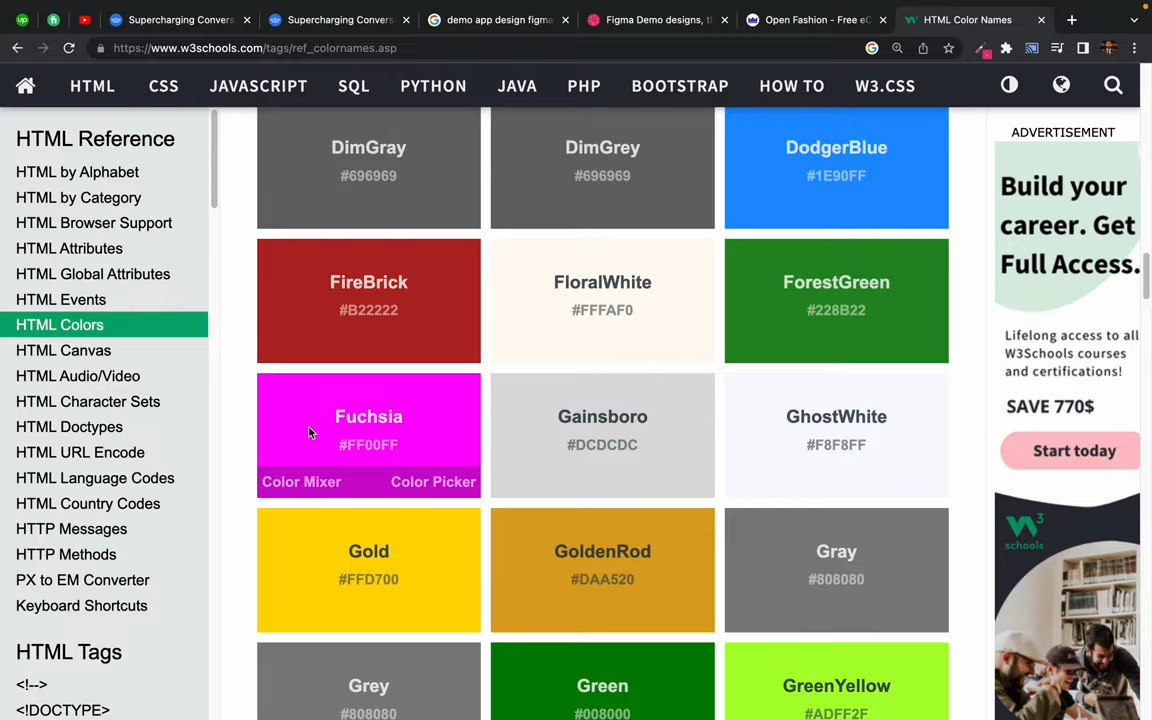 Supercharging Convers
Supercharging Convers
demo app design figma
Figma Demo designs, th
Open Fashion - Free eC
HTML Color Names
https://www.w3schools.com/tags/ref_colornames.asp
HTML CSS JAVASCRIPT SQL PYTHON JAVA PHP BOOTSTRAP HOW TO W3.CSS
HTML Reference
HTML by Alphabet
HTML by Category
HTML Browser Support
HTML Attributes
HTML Global Attributes
HTML Events
HTML Colors
HTML Canvas
HTML Audio/Video
HTML Character Sets
HTML Doctypes
HTML URL Encode
HTML Language Codes
HTML Country Codes
HTTP Messages
HTTP Methods
PX to EM Converter
Keyboard Shortcuts
HTML Tags
<!-->
<!DOCTYPE>
DimGray
#696969
DimGrey
#696969
DodgerBlue
#1E90FF
FireBrick
#B22222
FloralWhite
#FFFAF0
ForestGreen
#228B22
Fuchsia
#FF00FF
Color Mixer Color Picker
Gainsboro
#DCDCDC
GhostWhite
#F8F8FF
Gold
#FFD700
GoldenRod
#DAA520
Gray
#808080
Grey
#808080
Green
#008000
GreenYellow
#ADFF2F
ADVERTISEMENT
Build your
career. Get
Full Access.
Lifelong access to all
W3Schools courses
and certifications!
SAVE 770$
Start today
W3
schools